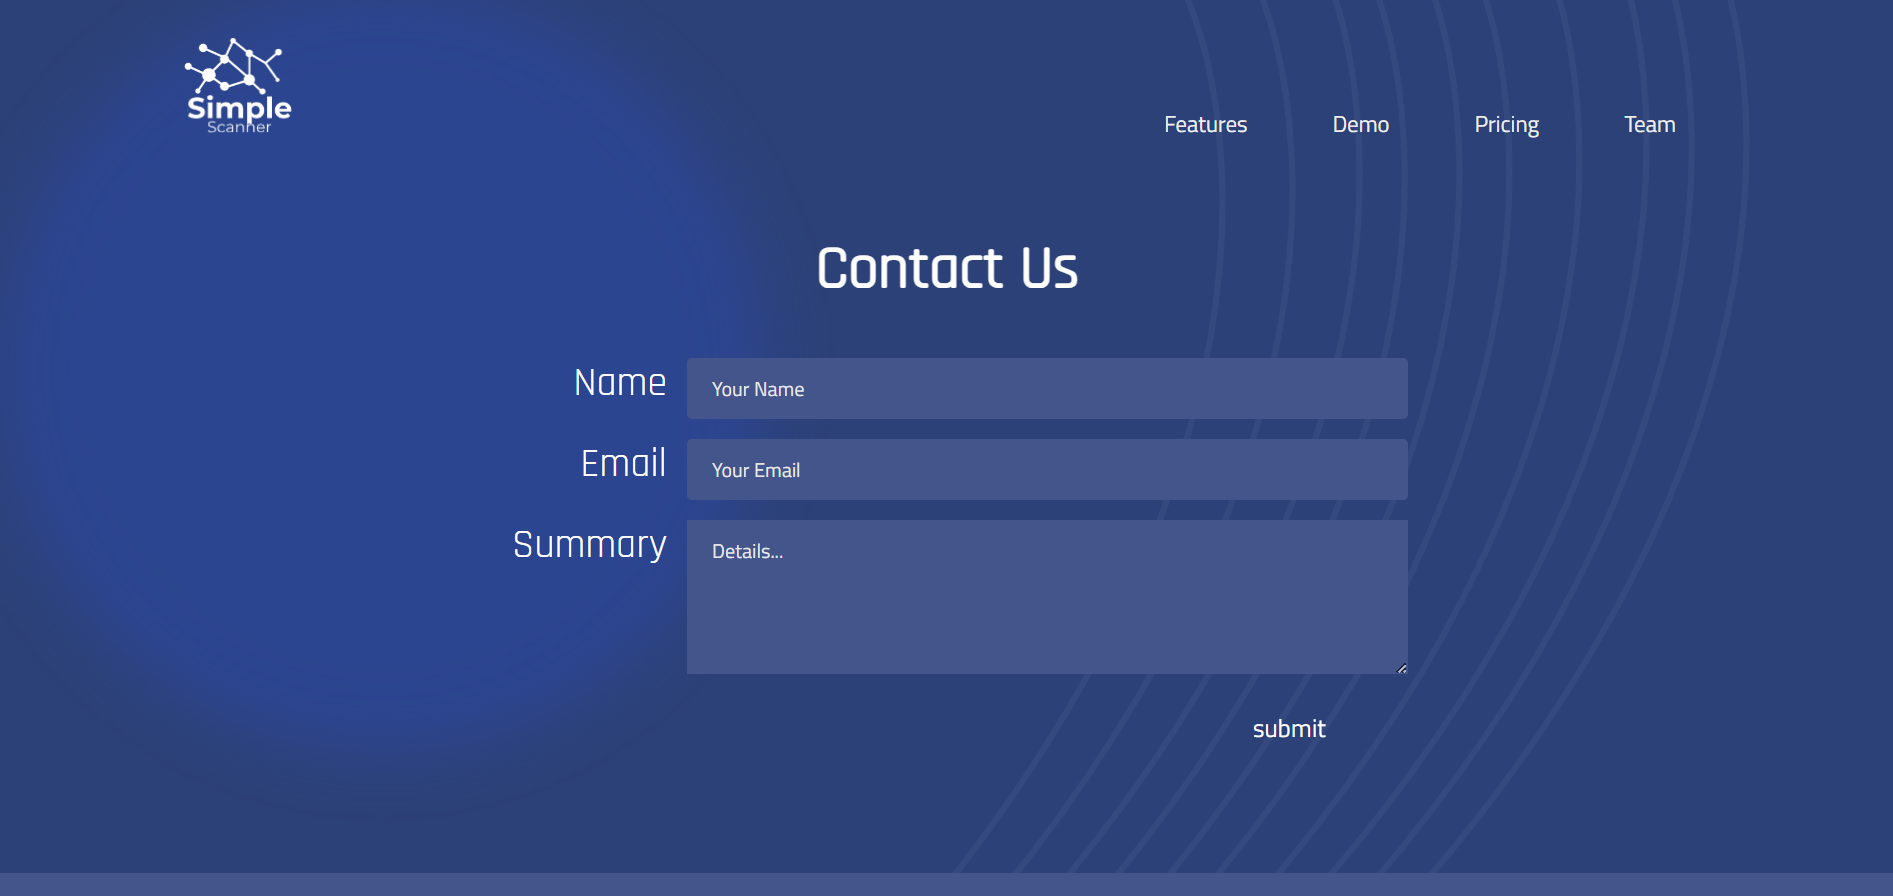 Simple
Scanner
Features Demo Pricing Team
Contact Us
Name Your Name
Email Your Email
Summary Details...
submit